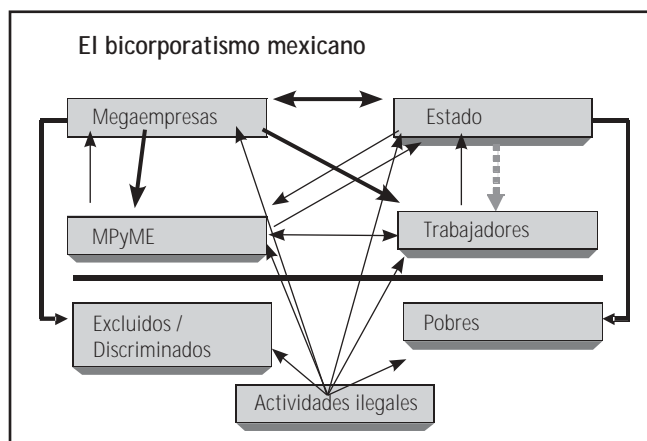 El bicorporatismo mexicano
Megaempresas
Estado
MPyME
Trabajadores
Excluidos /
Discriminados
Pobres
Actividades ilegales